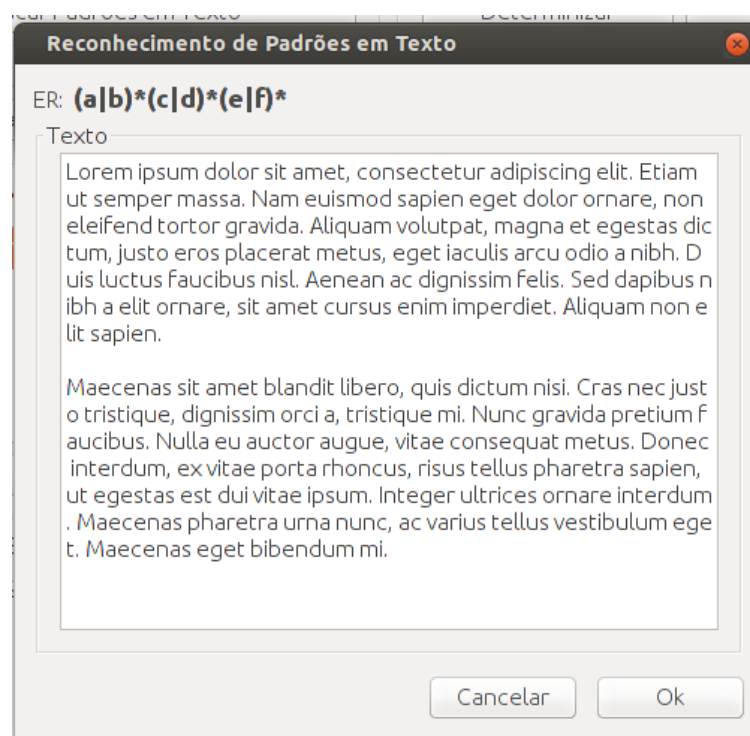 Determinizar
Reconhecimento de Padrões em Texto
ER: (a|b)*(c|d)*(e|f)*
Texto
Lorem ipsum dolor sit amet, consectetur adipiscing elit. Etiam
ut semper massa. Nam euismod sapien eget dolor ornare, non
eleifend tortor gravida. Aliquam volutpat, magna et egestas dic
tum, justo eros placerat metus, eget iaculis arcu odio a nibh. D
uis luctus faucibus nisl. Aenean ac dignissim felis. Sed dapibus n
ibh a elit ornare, sit amet cursus enim imperdiet. Aliquam non e
lit sapien.
Maecenas sit amet blandit libero, quis dictum nisi. Cras nec just
o tristique, dignissim orci a, tristique mi. Nunc gravida pretium f
aucibus. Nulla eu auctor augue, vitae consequat metus. Donec
interdum, ex vitae porta rhoncus, risus tellus pharetra sapien,
ut egestas est dui vitae ipsum. Integer ultrices ornare interdum
. Maecenas pharetra urna nunc, ac varius tellus vestibulum ege
t. Maecenas eget bibendum mi.
Cancelar Ok